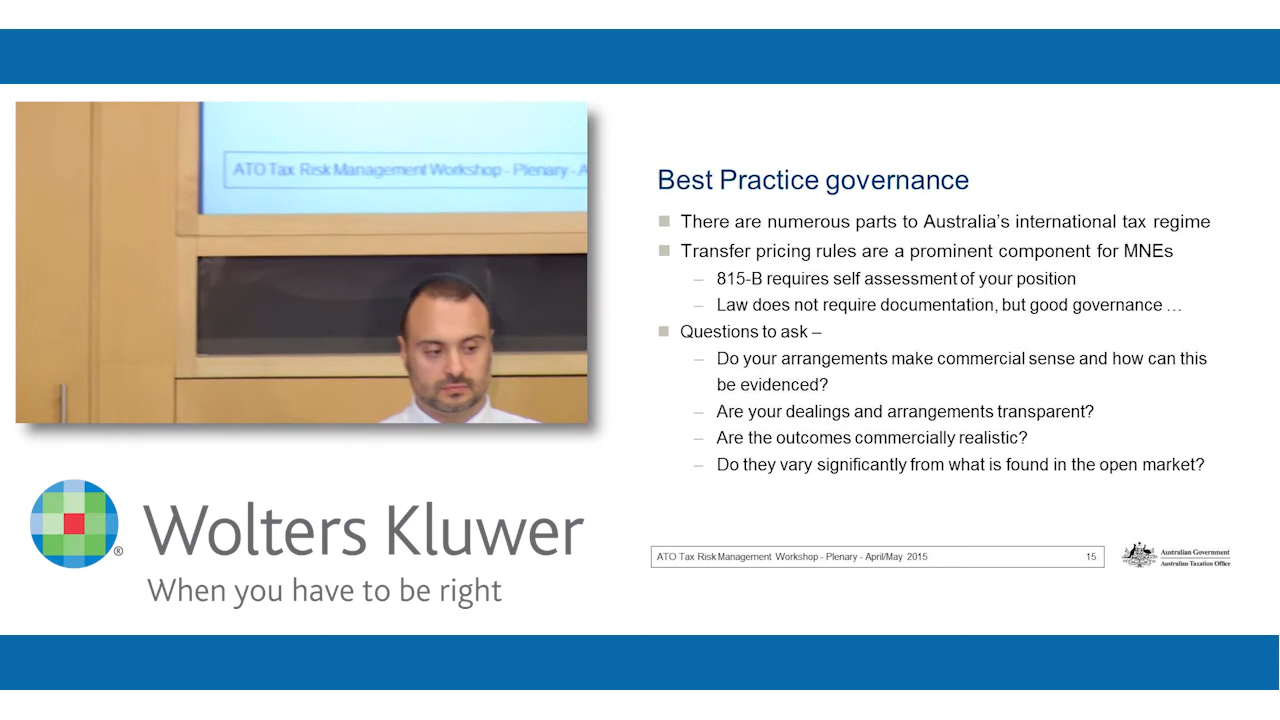 ATO Tax Risk Management Workshop - Plenary - A
Wolters Kluwer
®
When you have to be right
Best Practice governance
There are numerous parts to Australia’s international tax regime
Transfer pricing rules are a prominent component for MNEs
– 815-B requires self assessment of your position
– Law does not require documentation, but good governance …
Questions to ask –
– Do your arrangements make commercial sense and how can this
be evidenced?
– Are your dealings and arrangements transparent?
– Are the outcomes commercially realistic?
– Do they vary significantly from what is found in the open market?
ATO Tax Risk Management Workshop - Plenary - April/May 2015 15
Australian Government
Australian Taxation Office